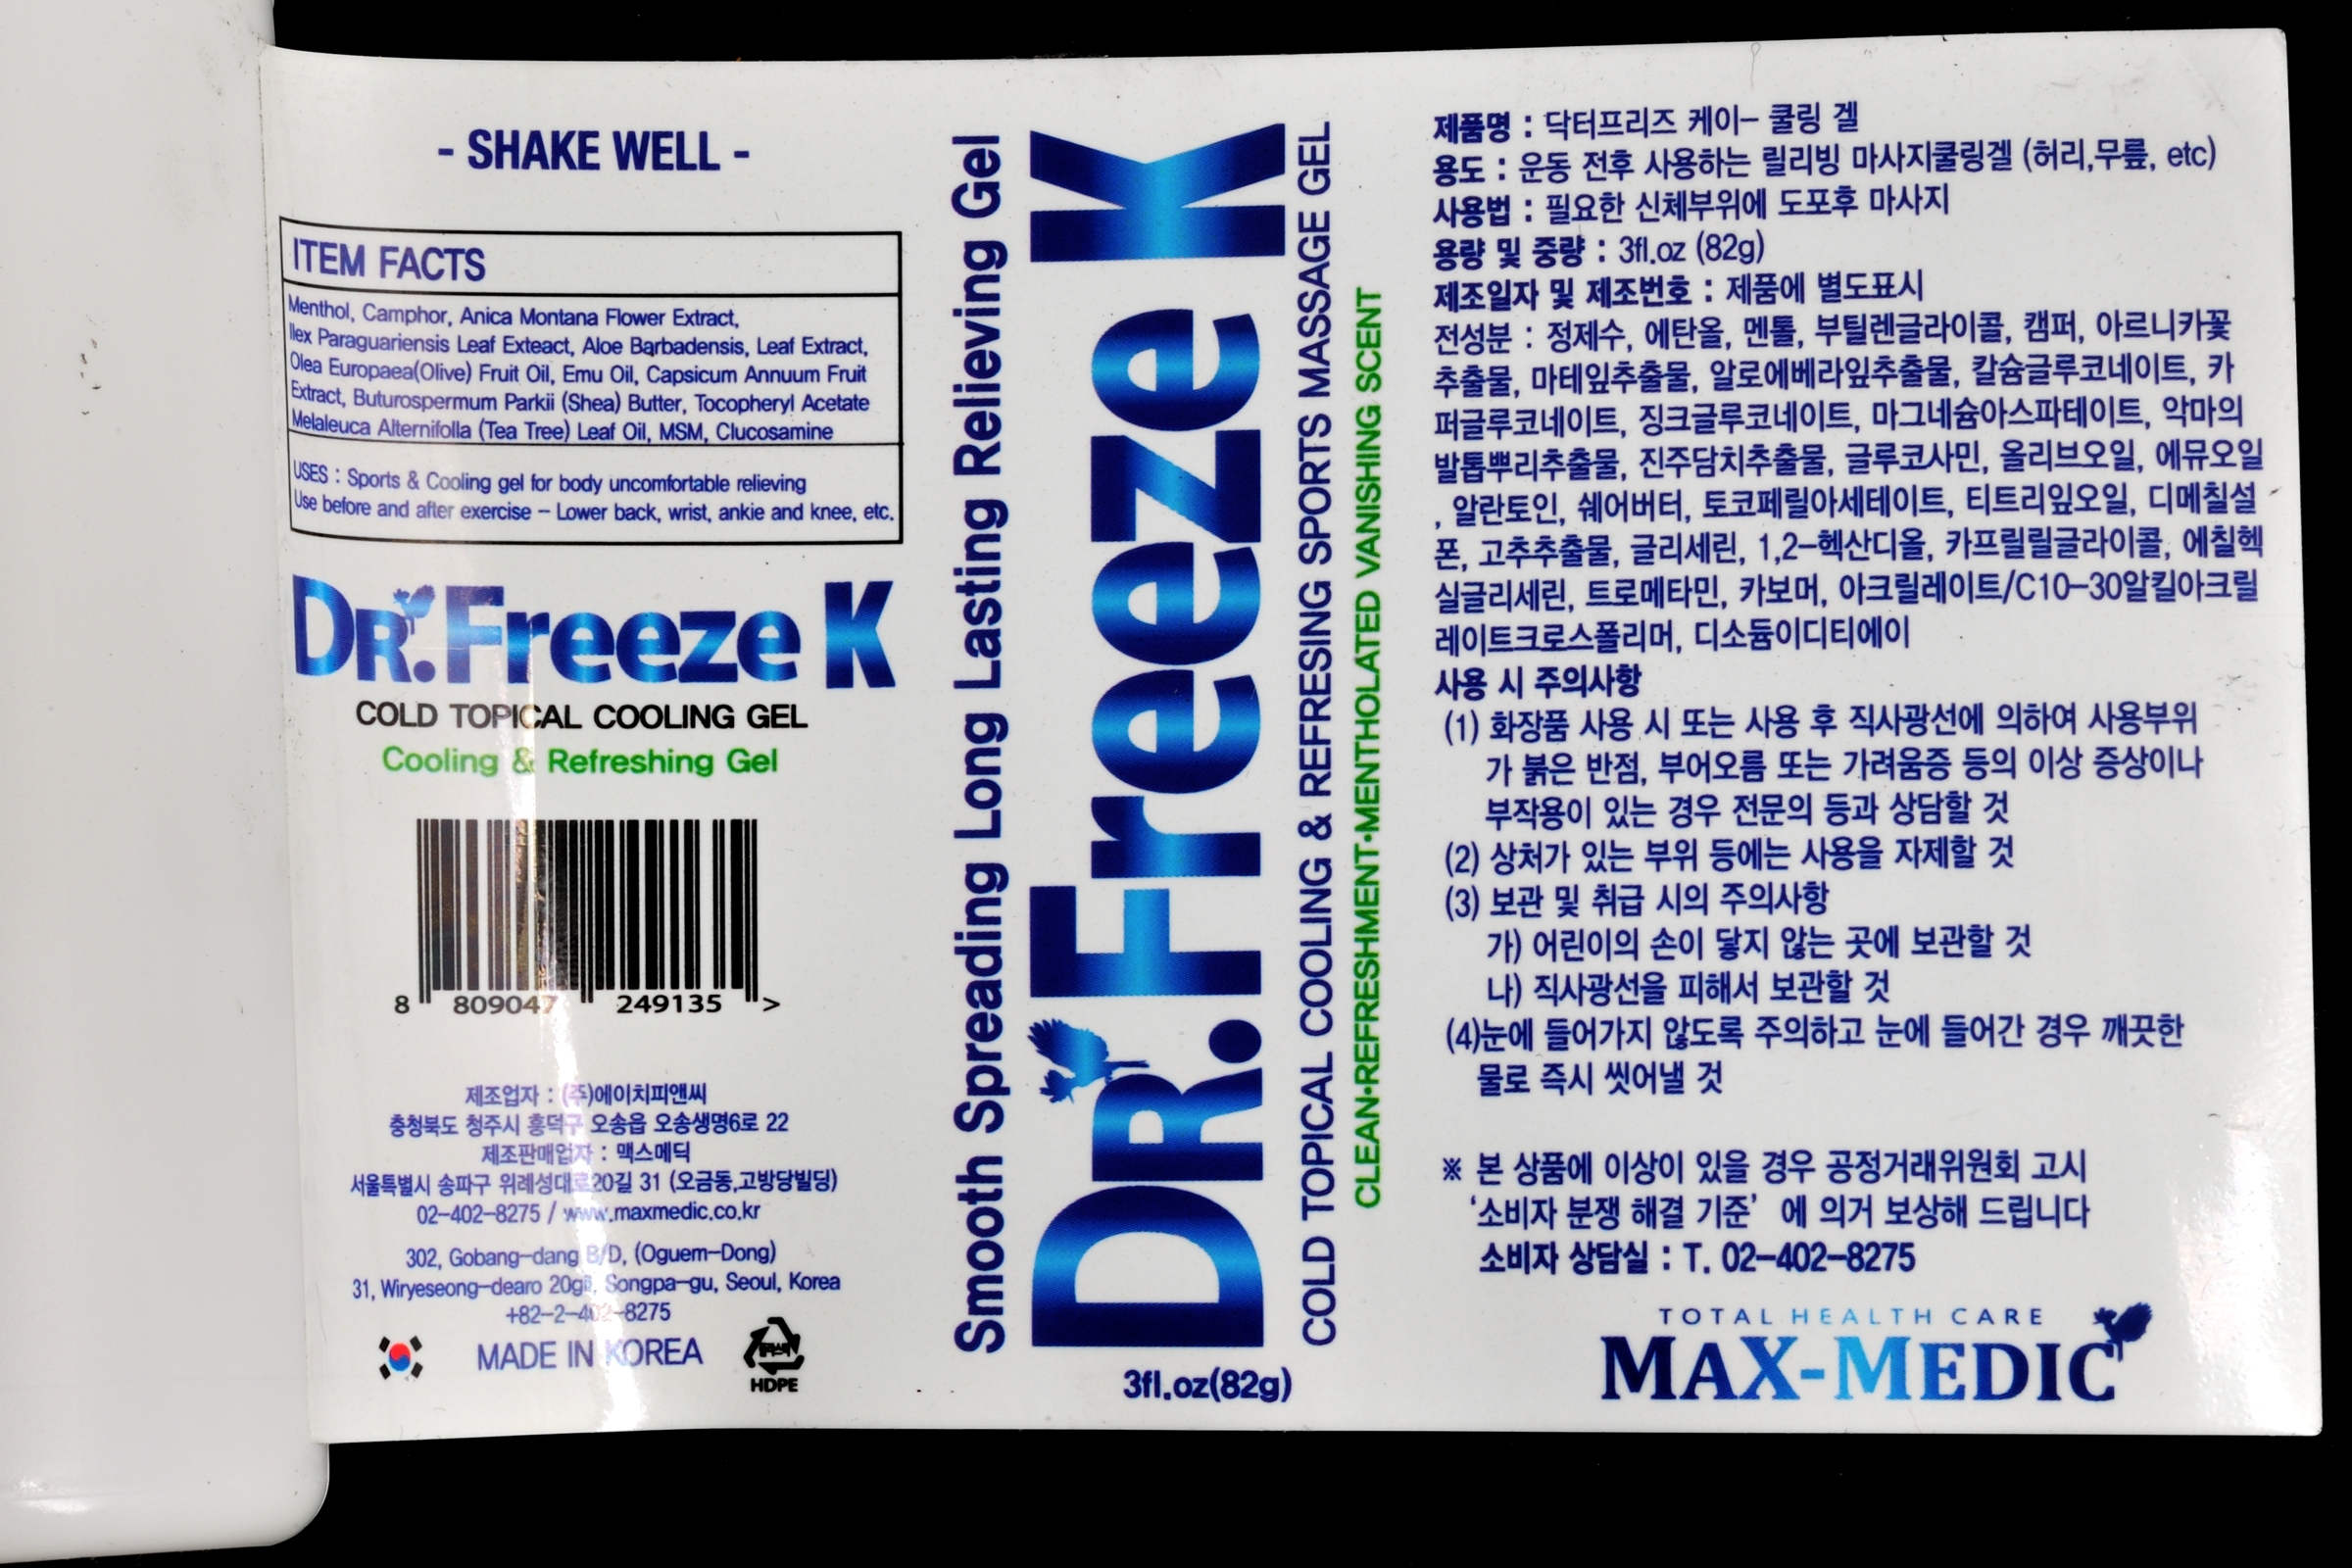 - SHAKE WELL -
ITEM FACTS
Menthol, Camphor, Anica Montana Flower Extract,
Ilex Paraguariensis Leaf Exteact, Aloe Barbadensis, Leaf Extract,
Olea Europaea(Olive) Fruit Oil, Emu Oil, Capsicum Annuum Fruit
Extract, Buturospermum Parkii (Shea) Butter, Tocopheryl Acetate
Melaleuca Alternifolla (Tea Tree) Leaf Oil, MSM, Clucosamine
USES : Sports & Cooling gel for body uncomfortable relieving
Use before and after exercise – Lower back, wrist, ankie and knee, etc.
DR.Freeze K
COLD TOPICAL COOLING GEL
Cooling & Refreshing Gel
8 809047 249135 >
제조업자 : (주)에이치피앤씨
충청북도 청주시 흥덕구 오송읍 오송생명6로 22
제조판매업자 : 맥스메딕
서울특별시 송파구 위례성대로20길 31 (오금동,고방당빌딩)
02-402-8275 / www.maxmedic.co.kr
302, Gobang-dang B/D, (Oguem-Dong)
31, Wiryeseong-dearo 20gil, Songpa-gu, Seoul, Korea
+82-2-402-8275
MADE IN KOREA
HDPE
Smooth Spreading Long Lasting Relieving Gel
DR.Freeze K
COLD TOPICAL COOLING & REFRESING SPORTS MASSAGE GEL
CLEAN•REFRESHMENT•MENTHOLATED VANISHING SCENT
3fl.oz(82g)
제품명 : 닥터프리즈 케이- 쿨링 겔
용도 : 운동 전후 사용하는 릴리빙 마사지쿨링겔 (허리,무릎, etc)
사용법 : 필요한 신체부위에 도포후 마사지
용량 및 중량 : 3fl.oz (82g)
제조일자 및 제조번호 : 제품에 별도표시
전성분 : 정제수, 에탄올, 멘톨, 부틸렌글라이콜, 캠퍼, 아르니카꽃
추출물, 마테잎추출물, 알로에베라잎추출물, 칼슘글루코네이트, 카
퍼글루코네이트, 징크글루코네이트, 마그네슘아스파테이트, 악마의
발톱뿌리추출물, 진주담치추출물, 글루코사민, 올리브오일, 에뮤오일
, 알란토인, 쉐어버터, 토코페릴아세테이트, 티트리잎오일, 디메칠설
폰, 고추추출물, 글리세린, 1,2-헥산디올, 카프릴릴글라이콜, 에칠헥
실글리세린, 트로메타민, 카보머, 아크릴레이트/C10-30알킬아크릴
레이트크로스폴리머, 디소듐이디티에이
사용 시 주의사항
(1) 화장품 사용 시 또는 사용 후 직사광선에 의하여 사용부위
가 붉은 반점, 부어오름 또는 가려움증 등의 이상 증상이나
부작용이 있는 경우 전문의 등과 상담할 것
(2) 상처가 있는 부위 등에는 사용을 자제할 것
(3) 보관 및 취급 시의 주의사항
가) 어린이의 손이 닿지 않는 곳에 보관할 것
나) 직사광선을 피해서 보관할 것
(4)눈에 들어가지 않도록 주의하고 눈에 들어간 경우 깨끗한
물로 즉시 씻어낼 것
※ 본 상품에 이상이 있을 경우 공정거래위원회 고시
‘소비자 분쟁 해결 기준’ 에 의거 보상해 드립니다
소비자 상담실 : T. 02-402-8275
TOTAL HEALTH CARE
MAX-MEDIC